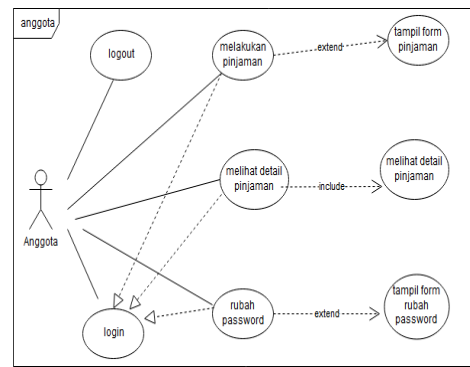 anggota
logout
melakukan
pinjaman
extend
tampil form
pinjaman
melihat detail
pinjaman
include
melihat detail
pinjaman
Anggota
login
rubah
password
extend
tampil form
rubah
password